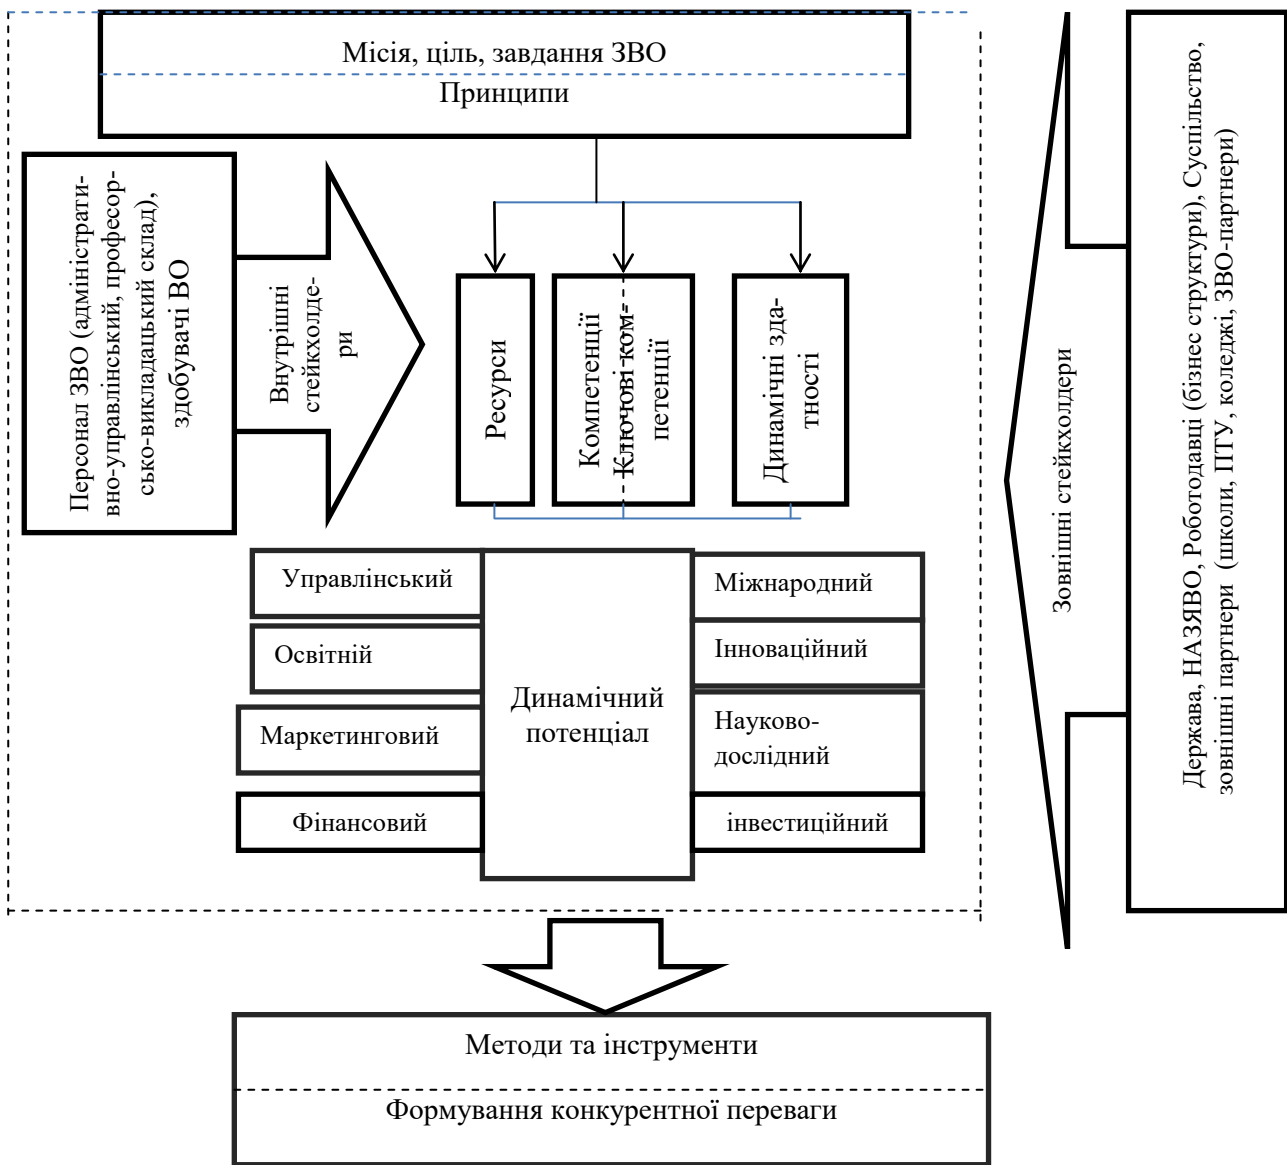 Місія, ціль, завдання ЗВО
Принципи
Персонал ЗВО (адміністрати-
вно-управлінський, професор-
сько-викладацький склад),
здобувачі ВО
Внутрішні
стейкхолде-
ри
Ресурси
Компетенції
Ключові ком-
петенції
Динамічні зда-
тності
Зовнішні стейкхолдери
Держава, НАЗЯВО, Роботодавці (бізнес структури), Суспільство,
зовнішні партнери (школи, ПТУ, коледжі, ЗВО-партнери)
Управлінський
Освітній
Маркетинговий
Фінансовий
Динамічний
потенціал
Міжнародний
Інноваційний
Науково-
дослідний
інвестиційний
Методи та інструменти
Формування конкурентної переваги